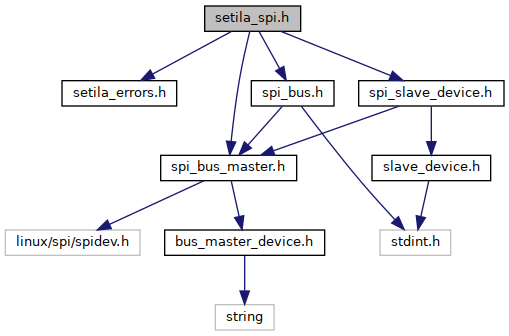 setila_spi.h
setila_errors.h
spi_bus.h
spi_slave_device.h
spi_bus_master.h
slave_device.h
linux/spi/spidev.h
bus_master_device.h
stdint.h
string